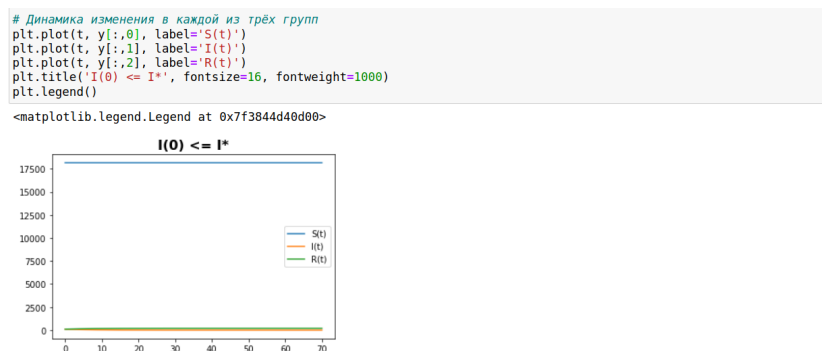 # Динамика изменения в каждой из трёх групп
plt.plot(t, y[:,0], label='S(t)')
plt.plot(t, y[:,1], label='I(t)')
plt.plot(t, y[:,2], label='R(t)')
plt.title('I(0) <= I*', fontsize=16, fontweight=1000)
plt.legend()
<matplotlib.legend.Legend at 0x7f3844d40d00>
I(0) <= I*
17500
15000
12500
10000
7500
5000
2500
0
S(t)
I(t)
R(t)
0 10 20 30 40 50 60 70